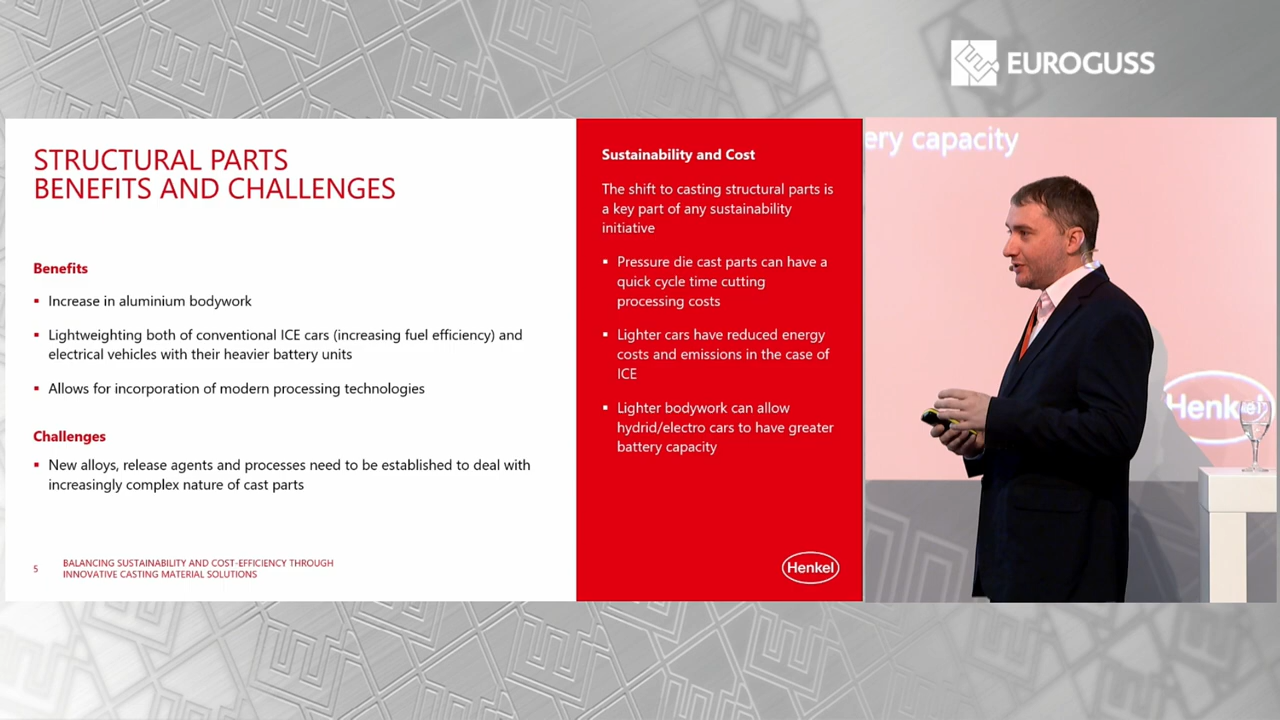 EUROGUSS
STRUCTURAL PARTS
BENEFITS AND CHALLENGES
Benefits
▪ Increase in aluminium bodywork
▪ Lightweighting both of conventional ICE cars (increasing fuel efficiency) and
electrical vehicles with their heavier battery units
▪ Allows for incorporation of modern processing technologies
Challenges
▪ New alloys, release agents and processes need to be established to deal with
increasingly complex nature of cast parts
5
BALANCING SUSTAINABILITY AND COST-EFFICIENCY THROUGH
INNOVATIVE CASTING MATERIAL SOLUTIONS
Sustainability and Cost
The shift to casting structural parts is
a key part of any sustainability
initiative
▪ Pressure die cast parts can have a
quick cycle time cutting
processing costs
▪ Lighter cars have reduced energy
costs and emissions in the case of
ICE
▪ Lighter bodywork can allow
hydrid/electro cars to have greater
battery capacity
Henkel
ery capacity
Henkel